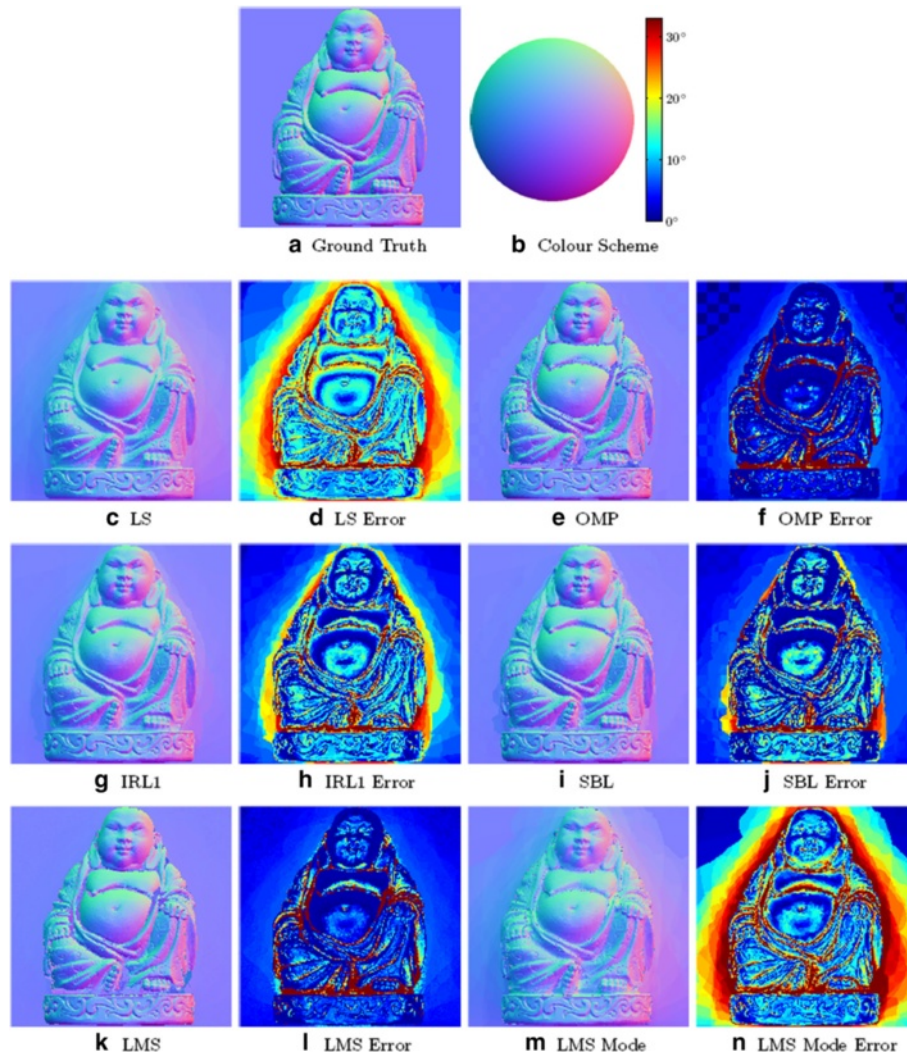 30°
20°
10°
0°
a Ground Truth
b Colour Scheme
c LS
d LS Error
e OMP
f OMP Error
g IRL1
h IRL1 Error
i SBL
j SBL Error
k LMS
l LMS Error
m LMS Mode
n LMS Mode Error